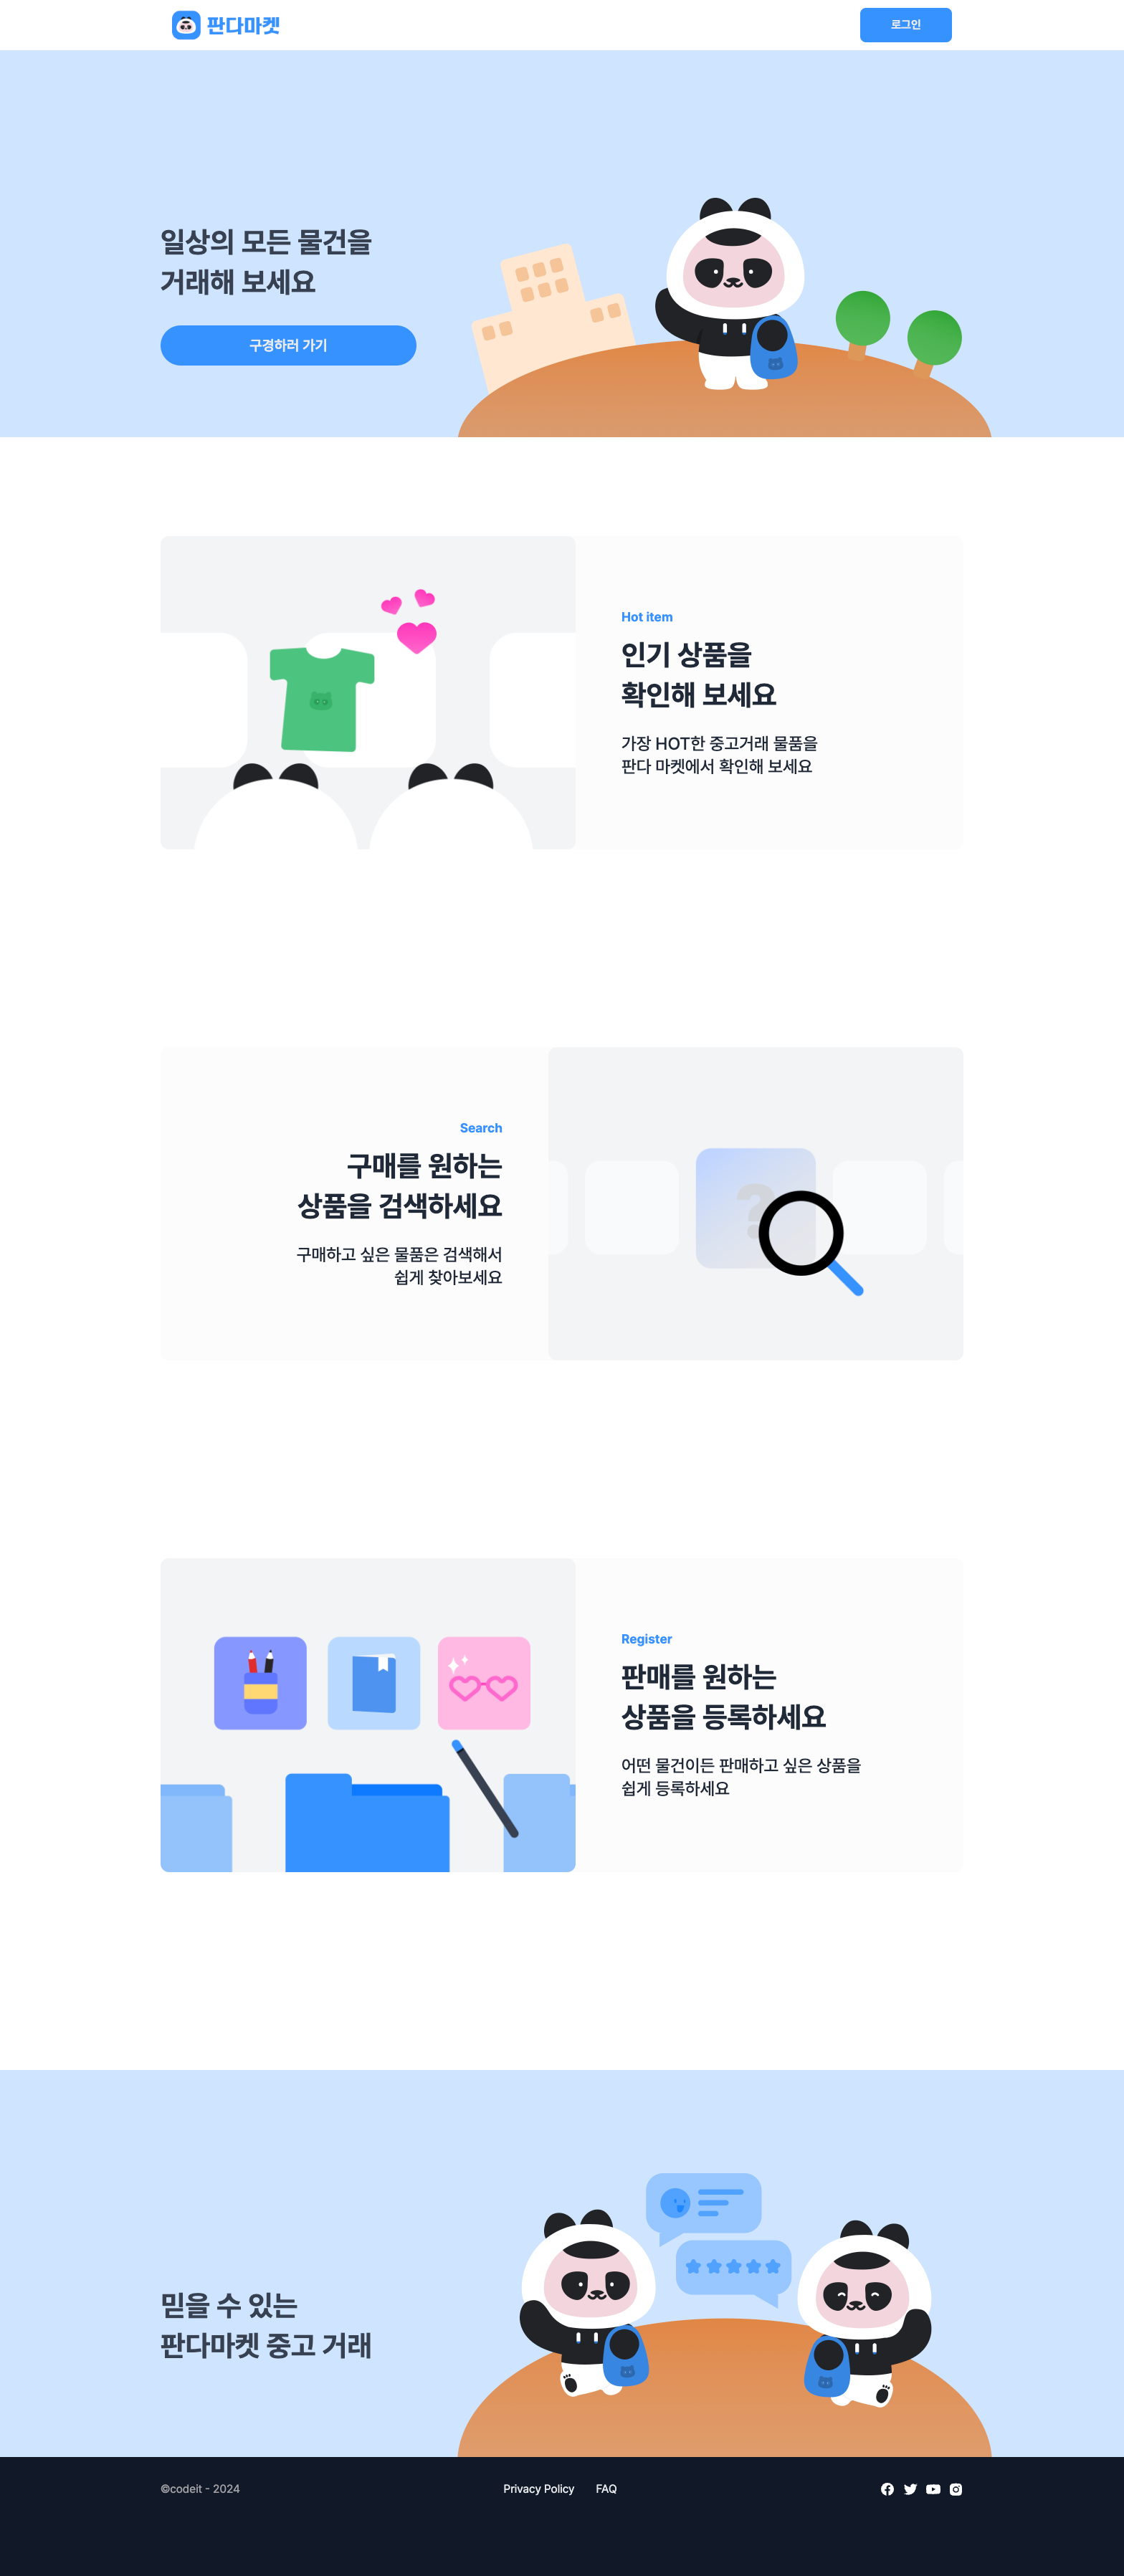 판다마켓
로그인
일상의 모든 물건을
거래해 보세요
구경하러 가기
Hot item
인기 상품을
확인해 보세요
가장 HOT한 중고거래 물품을
판다 마켓에서 확인해 보세요
Search
구매를 원하는
상품을 검색하세요
구매하고 싶은 물품은 검색해서
쉽게 찾아보세요
?
Register
판매를 원하는
상품을 등록하세요
어떤 물건이든 판매하고 싶은 상품을
쉽게 등록하세요
믿을 수 있는
판다마켓 중고 거래
©codeit - 2024
Privacy Policy
FAQ